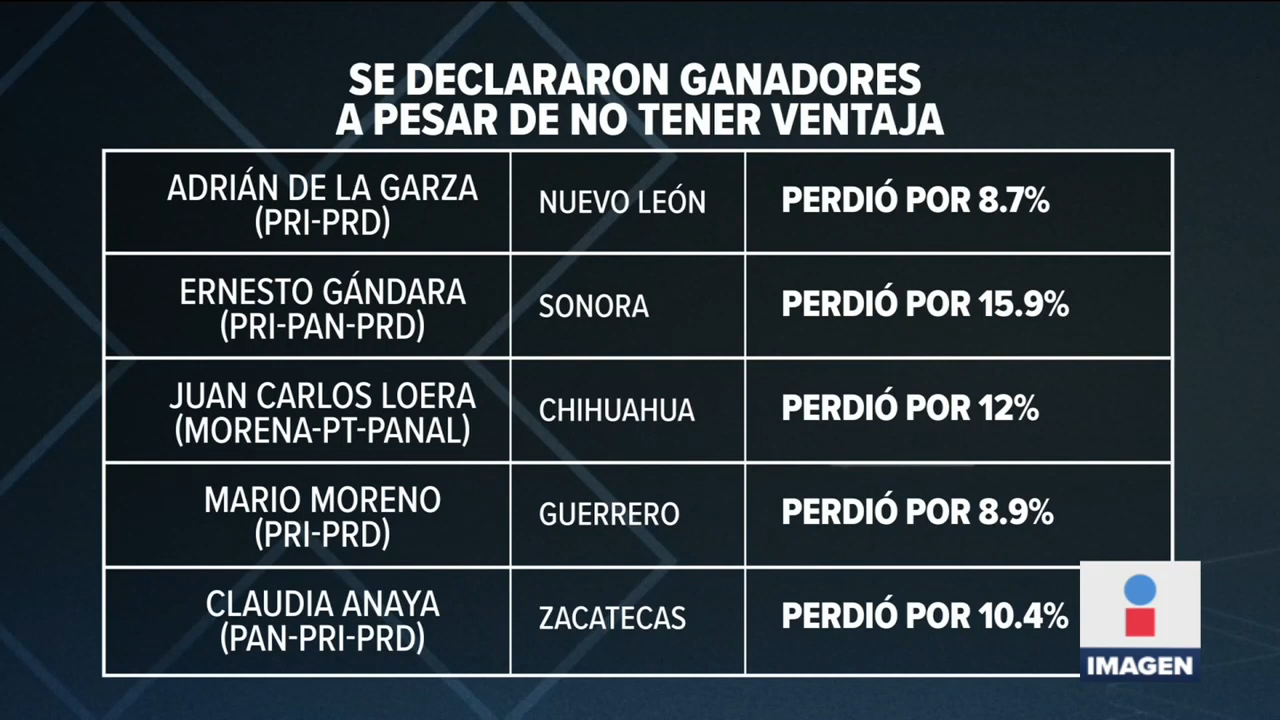 SE DECLARARON GANADORES
A PESAR DE NO TENER VENTAJA
ADRIÁN DE LA GARZA
(PRI-PRD)
NUEVO LEÓN
PERDIÓ POR 8.7%
ERNESTO GÁNDARA
(PRI-PAN-PRD)
SONORA
PERDIÓ POR 15.9%
JUAN CARLOS LOERA
(MORENA-PT-PANAL)
CHIHUAHUA
PERDIÓ POR 12%
MARIO MORENO
(PRI-PRD)
GUERRERO
PERDIÓ POR 8.9%
CLAUDIA ANAYA
(PAN-PRI-PRD)
ZACATECAS
PERDIÓ POR 10.4%
IMAGEN